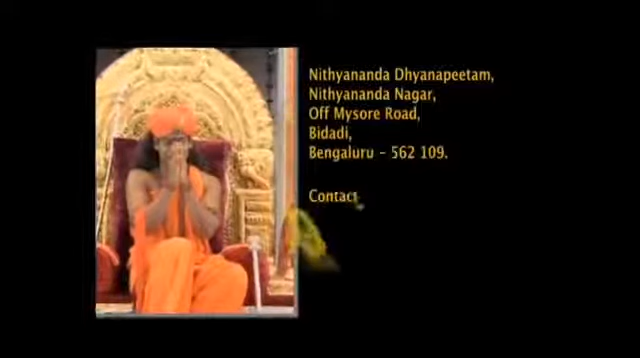 Nithyananda Dhyanapeetam,
Nithyananda Nagar,
Off Mysore Road,
Bidadi,
Bengaluru - 562 109.
Contact